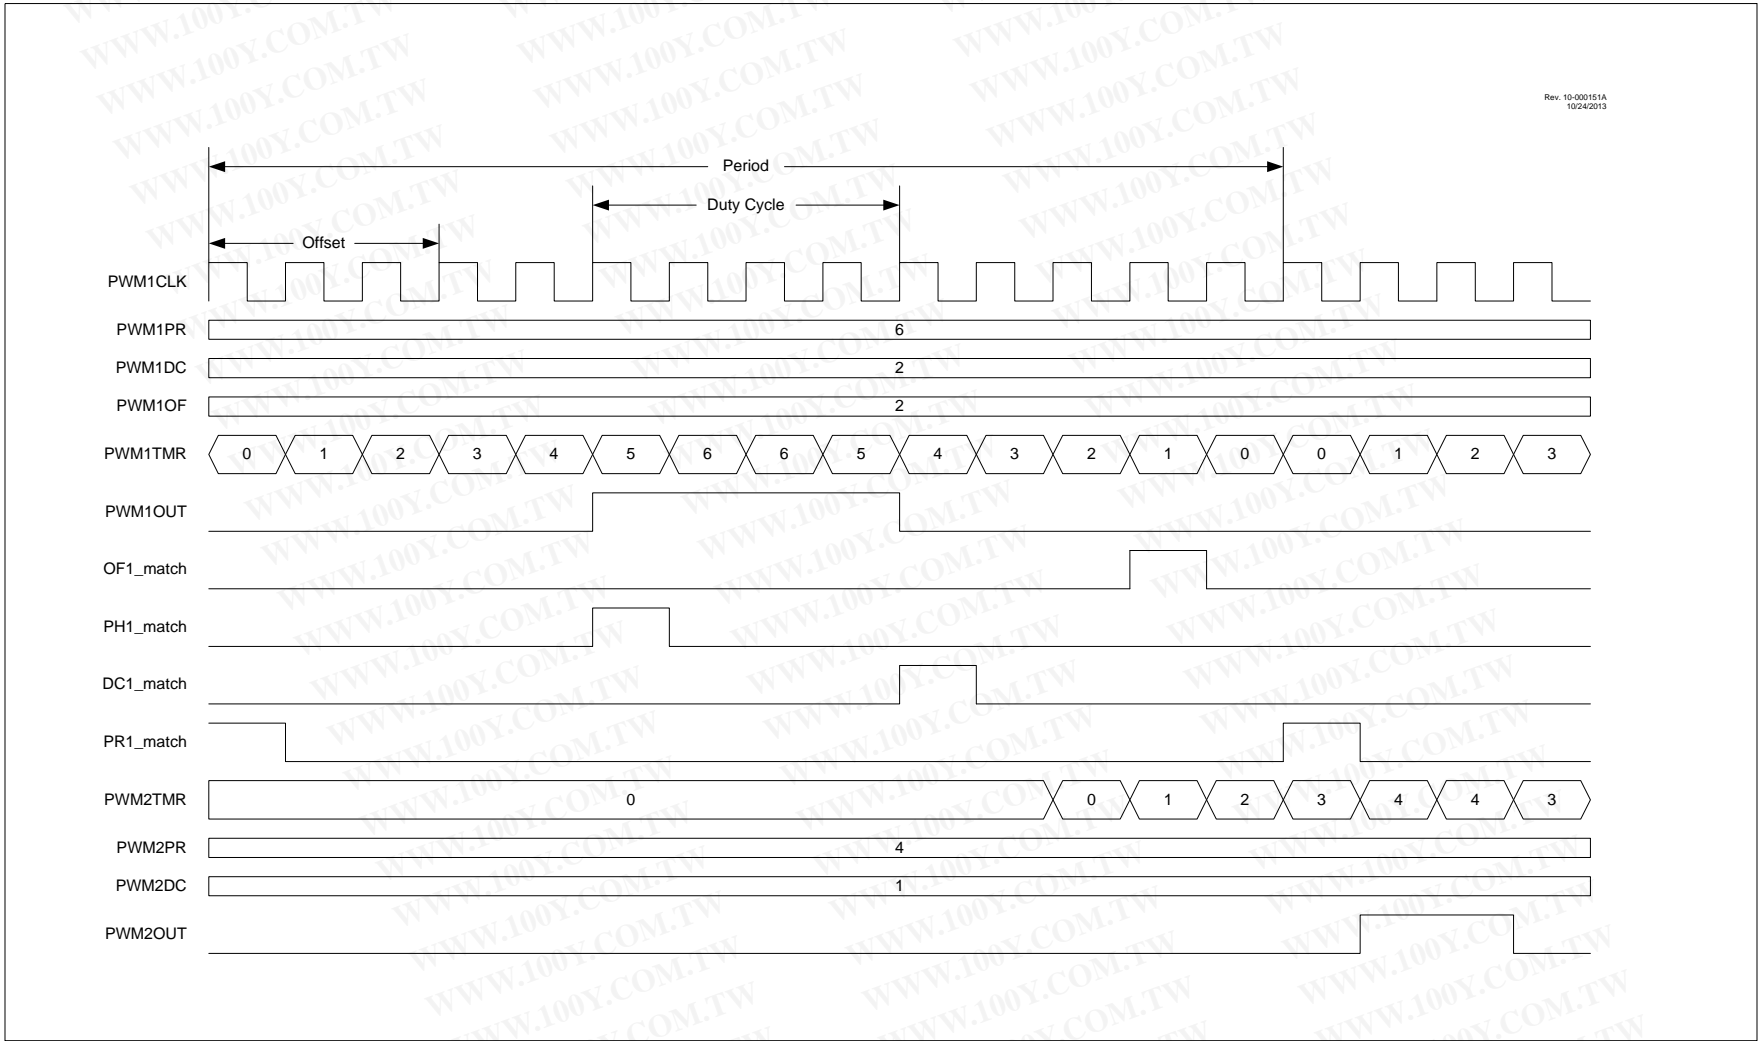 Rev. 10-000151A
10/24/2013
Period
Duty Cycle
Offset
PWM1CLK
PWM1PR 6
PWM1DC 2
PWM1OF 2
PWM1TMR 0 1 2 3 4 5 6 6 5 4 3 2 1 0 0 1 2 3
PWM1OUT
OF1_match
PH1_match
DC1_match
PR1_match
PWM2TMR 0 0 1 2 3 4 4 3
PWM2PR 4
PWM2DC 1
PWM2OUT
WWW.100Y.COM.TW